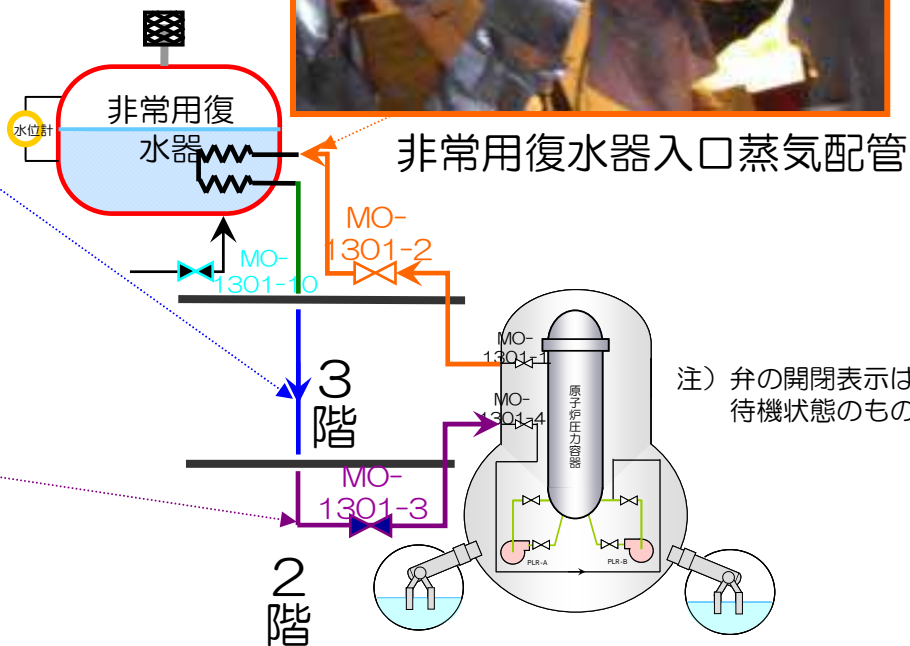 非常用復
水器
水位計
非常用復水器入口蒸気配管
MO-
1301-2
MO-
1301-10
MO-
1301-1
MO-
1301-4
原子炉圧力容器
注）弁の開閉表示は
待機状態のもの
3
階
MO-
1301-3
PLR-A
PLR-B
2
階